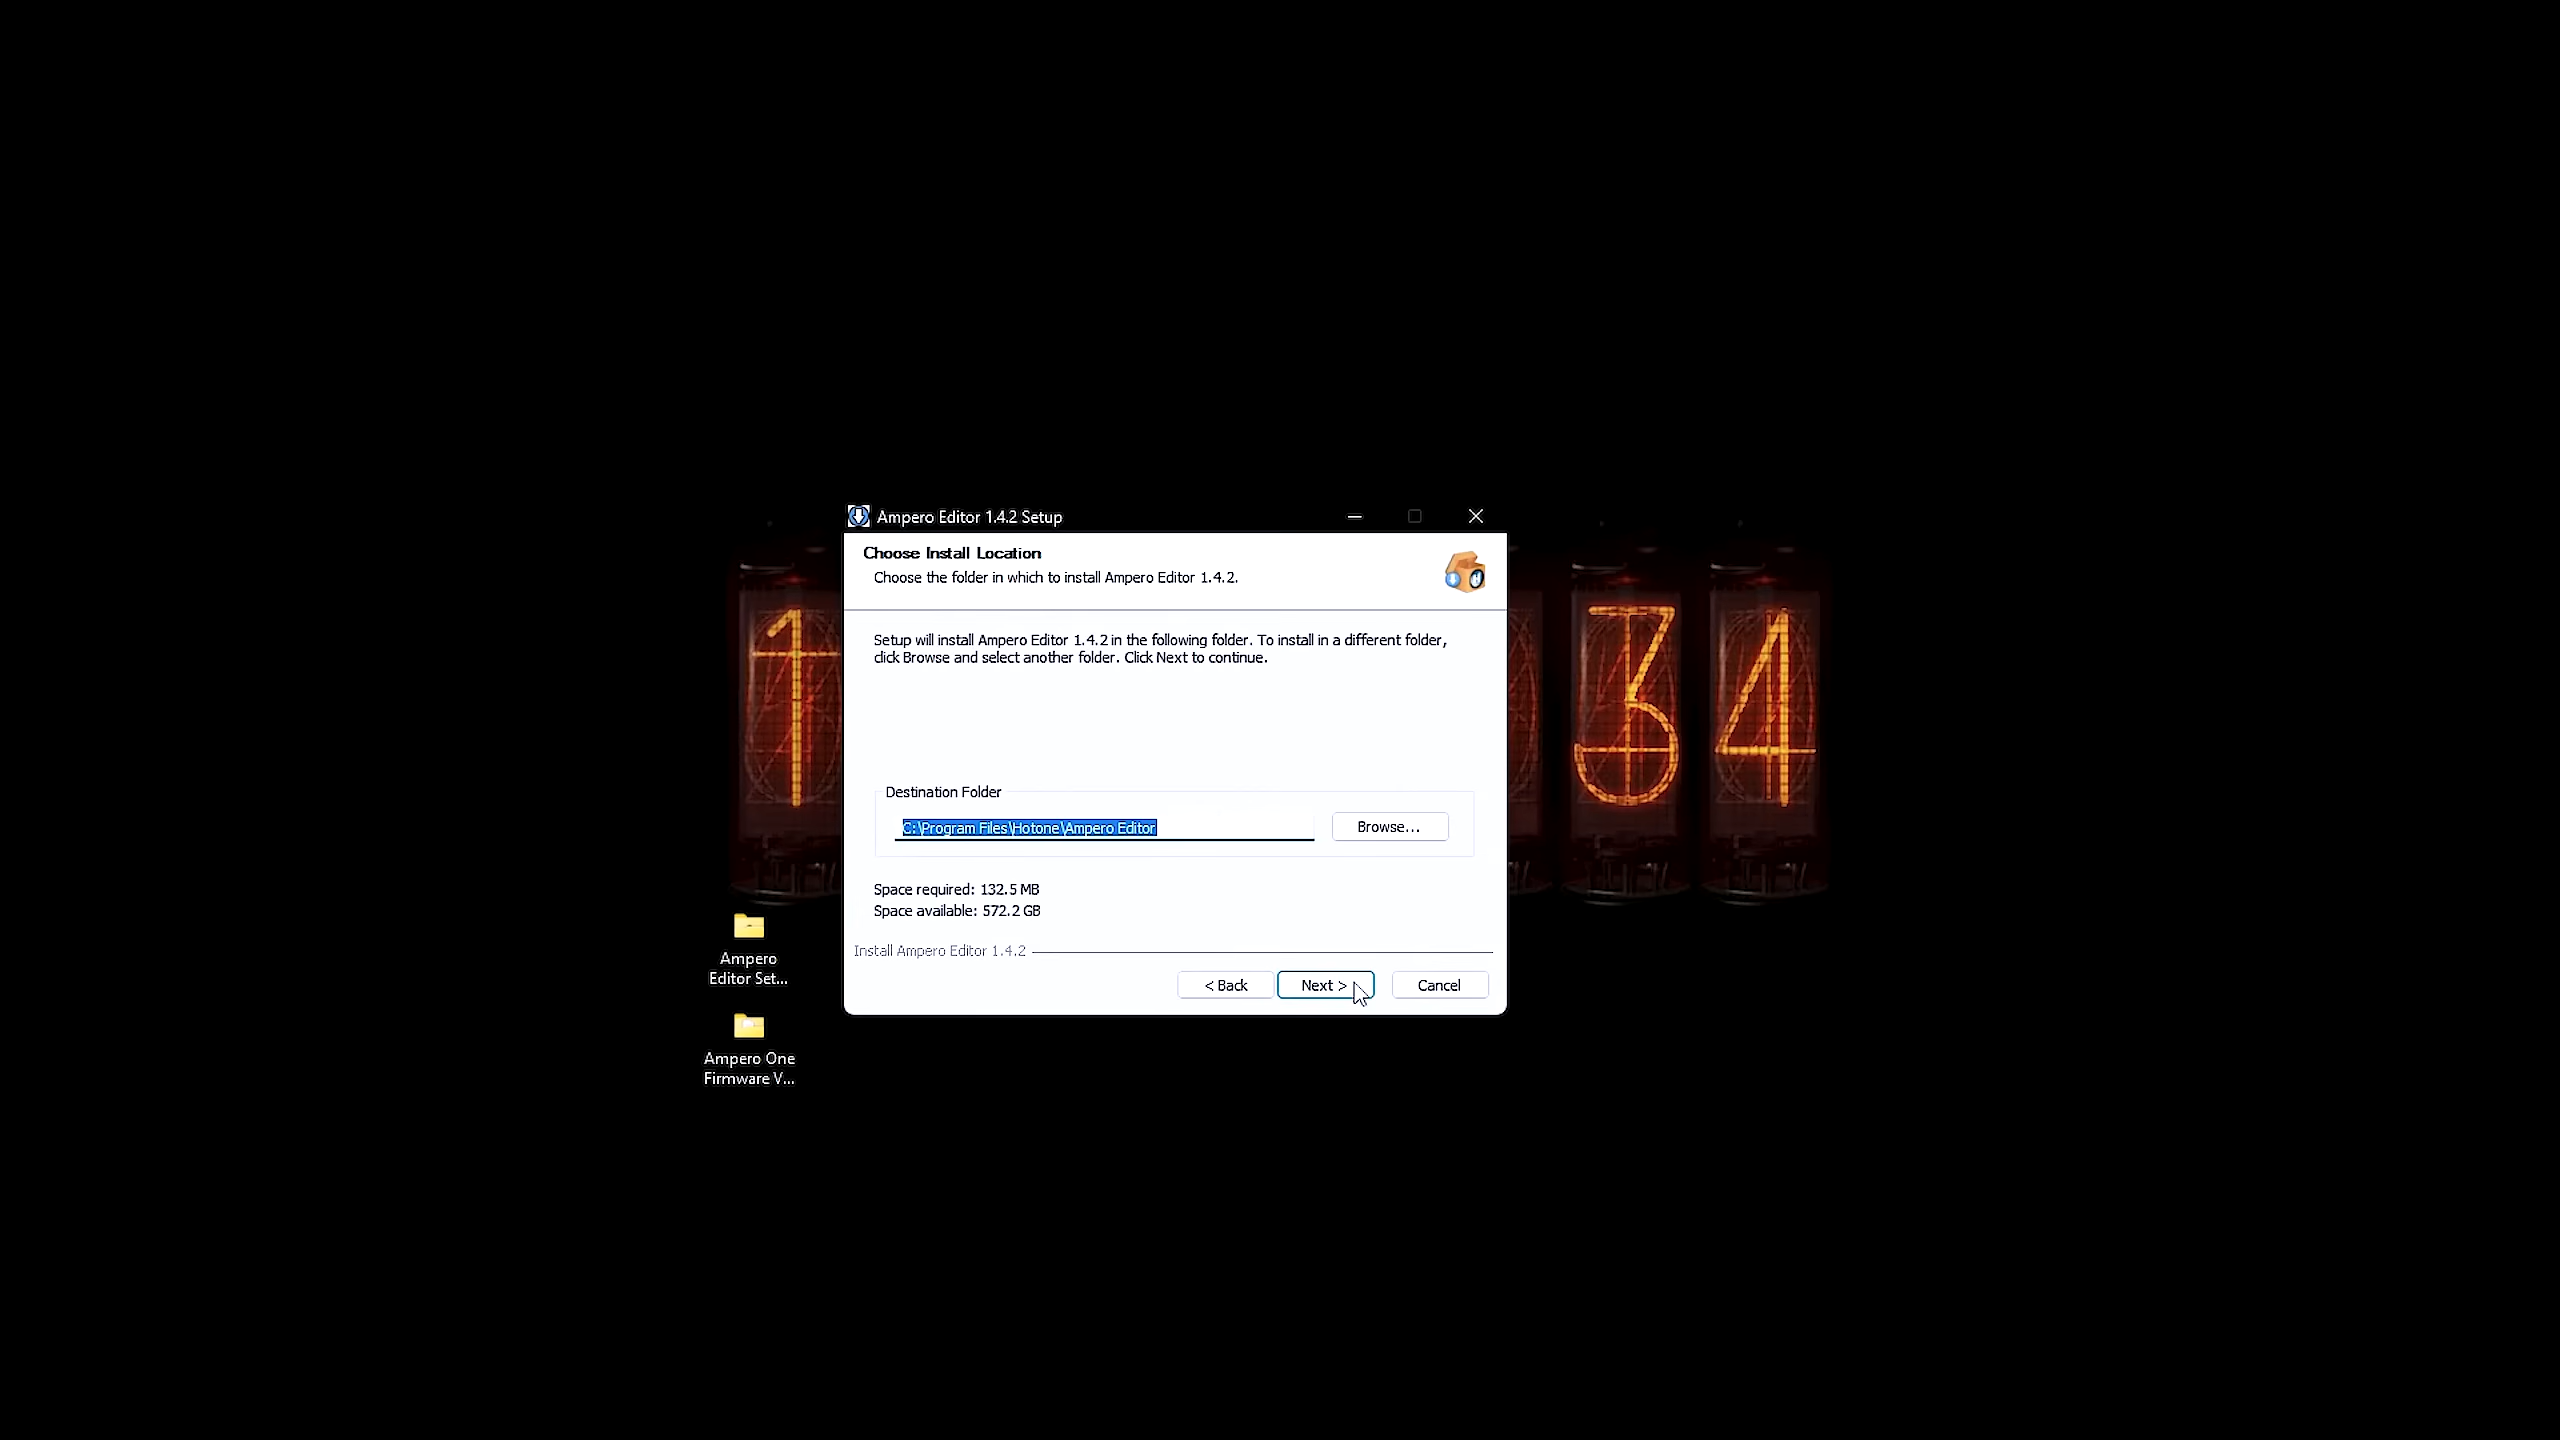 Ampero Editor 1.4.2 Setup
Choose Install Location
Choose the folder in which to install Ampero Editor 1.4.2.
Setup will install Ampero Editor 1.4.2 in the following folder. To install in a different folder,
click Browse and select another folder. Click Next to continue.
Destination Folder
C:\Program Files\Hotone\Ampero Editor
Browse...
Space required: 132.5 MB
Space available: 572.2 GB
Install Ampero Editor 1.4.2
< Back
Next >
Cancel
1
3
4
Ampero
Editor Set...
Ampero One
Firmware V...